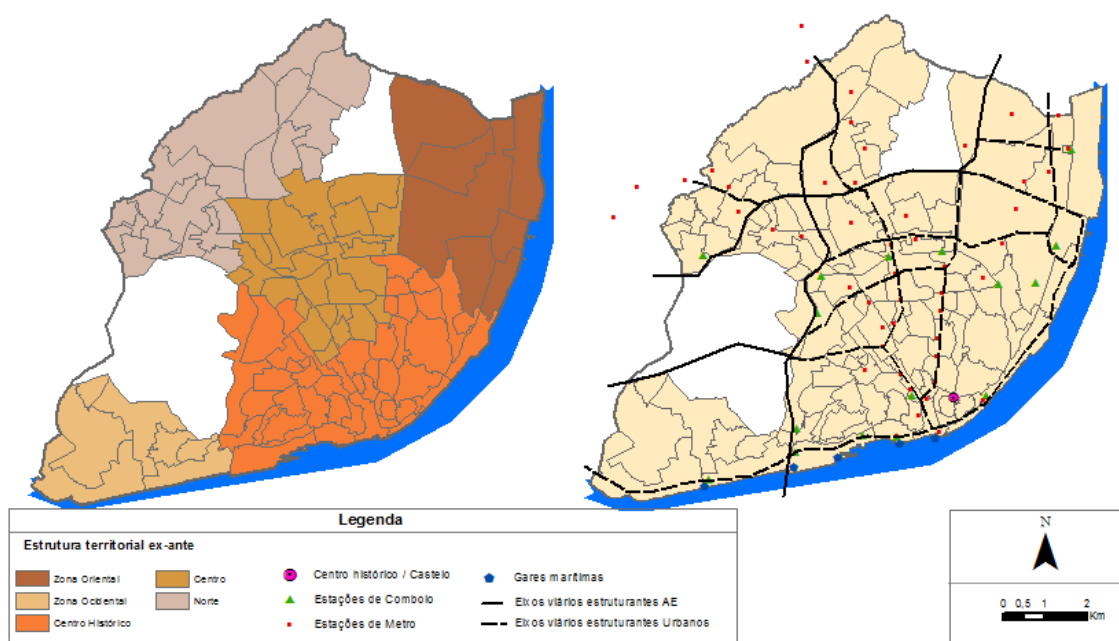 Legenda
Estrutura territorial ex-ante
Zona Oriental
Centro
Zona Ocidental
Norte
Centro Histórico
Centro histórico / Castelo
Gares marítimas
Estações de Comboio
Eixos viários estruturantes AE
Estações de Metro
Eixos viários estruturantes Urbanos
N
0 0,5 1 2
Km